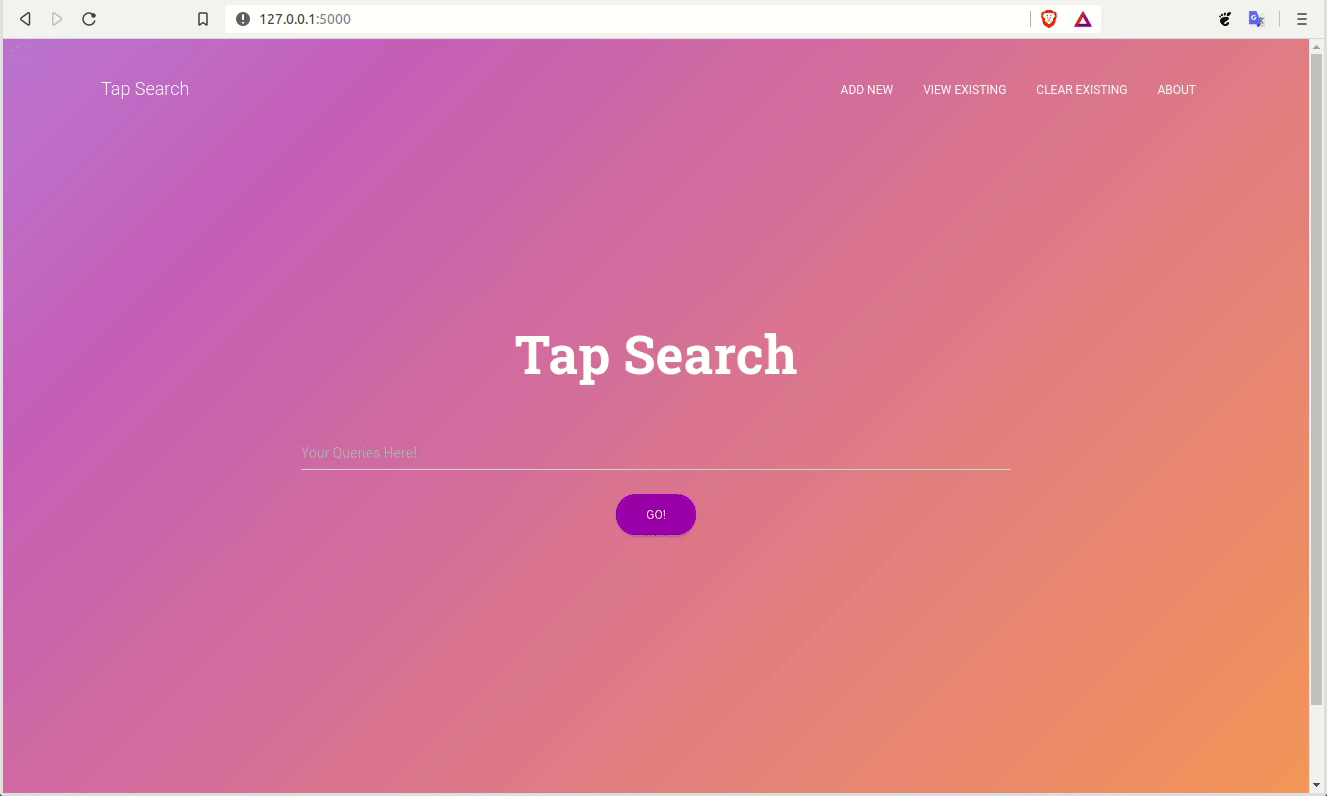 127.0.0.1:5000
Tap Search
ADD NEW VIEW EXISTING CLEAR EXISTING ABOUT
Tap Search
Your Queries Here!
GO!